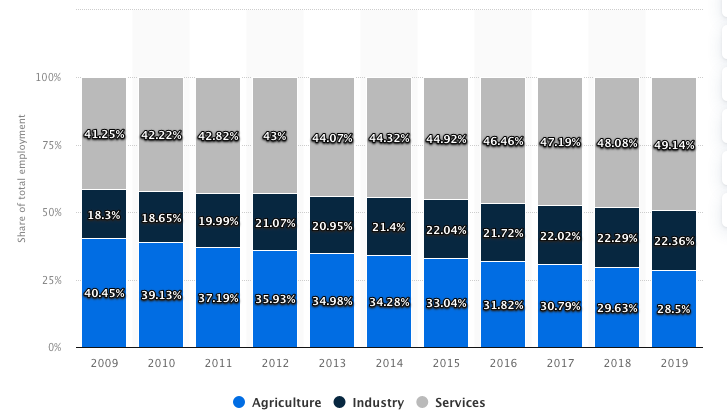 Share of total employment
100%
75%
50%
25%
0%
41.25% 42.22% 42.82% 43% 44.07% 44.32% 44.92% 46.46% 47.19% 48.08% 49.14%
18.3% 18.65% 19.99% 21.07% 20.95% 21.4% 22.04% 21.72% 22.02% 22.29% 22.36%
40.45% 39.13% 37.19% 35.93% 34.98% 34.28% 33.04% 31.82% 30.79% 29.63% 28.5%
2009 2010 2011 2012 2013 2014 2015 2016 2017 2018 2019
Agriculture Industry Services